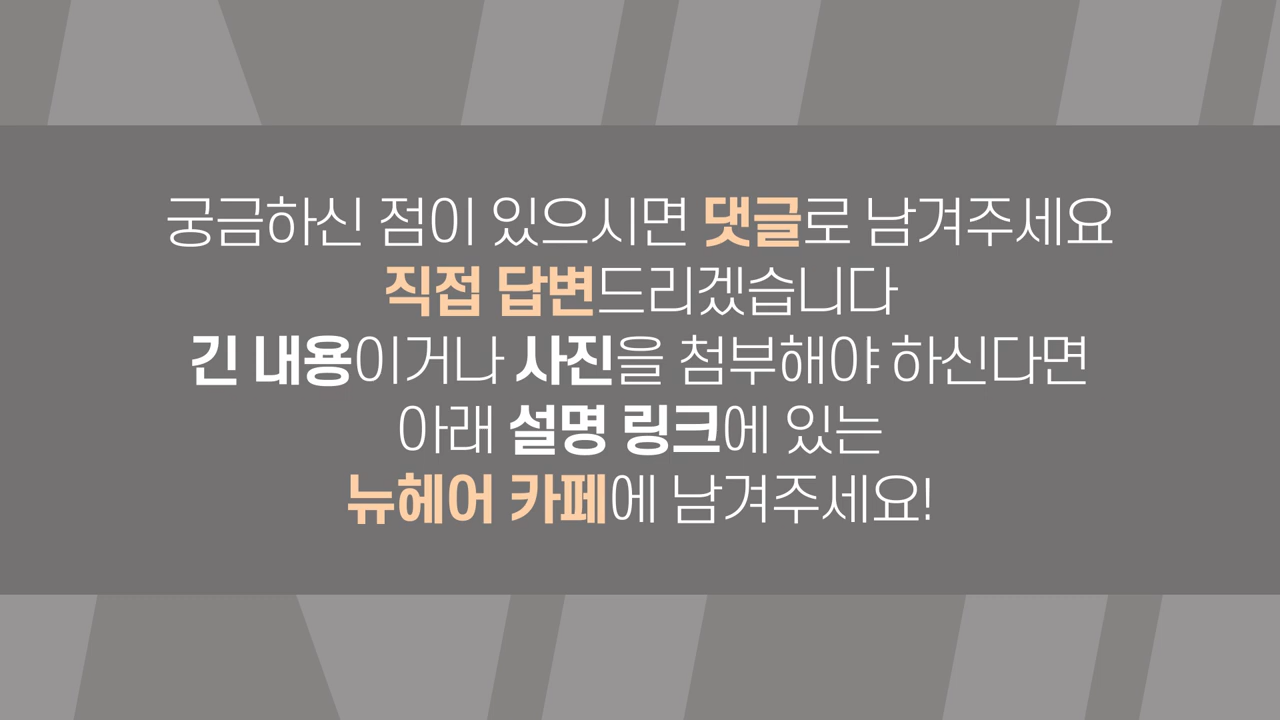 궁금하신 점이 있으시면 댓글로 남겨주세요
직접 답변드리겠습니다
긴 내용이거나 사진을 첨부해야 하신다면
아래 설명 링크에 있는
뉴헤어 카페에 남겨주세요!